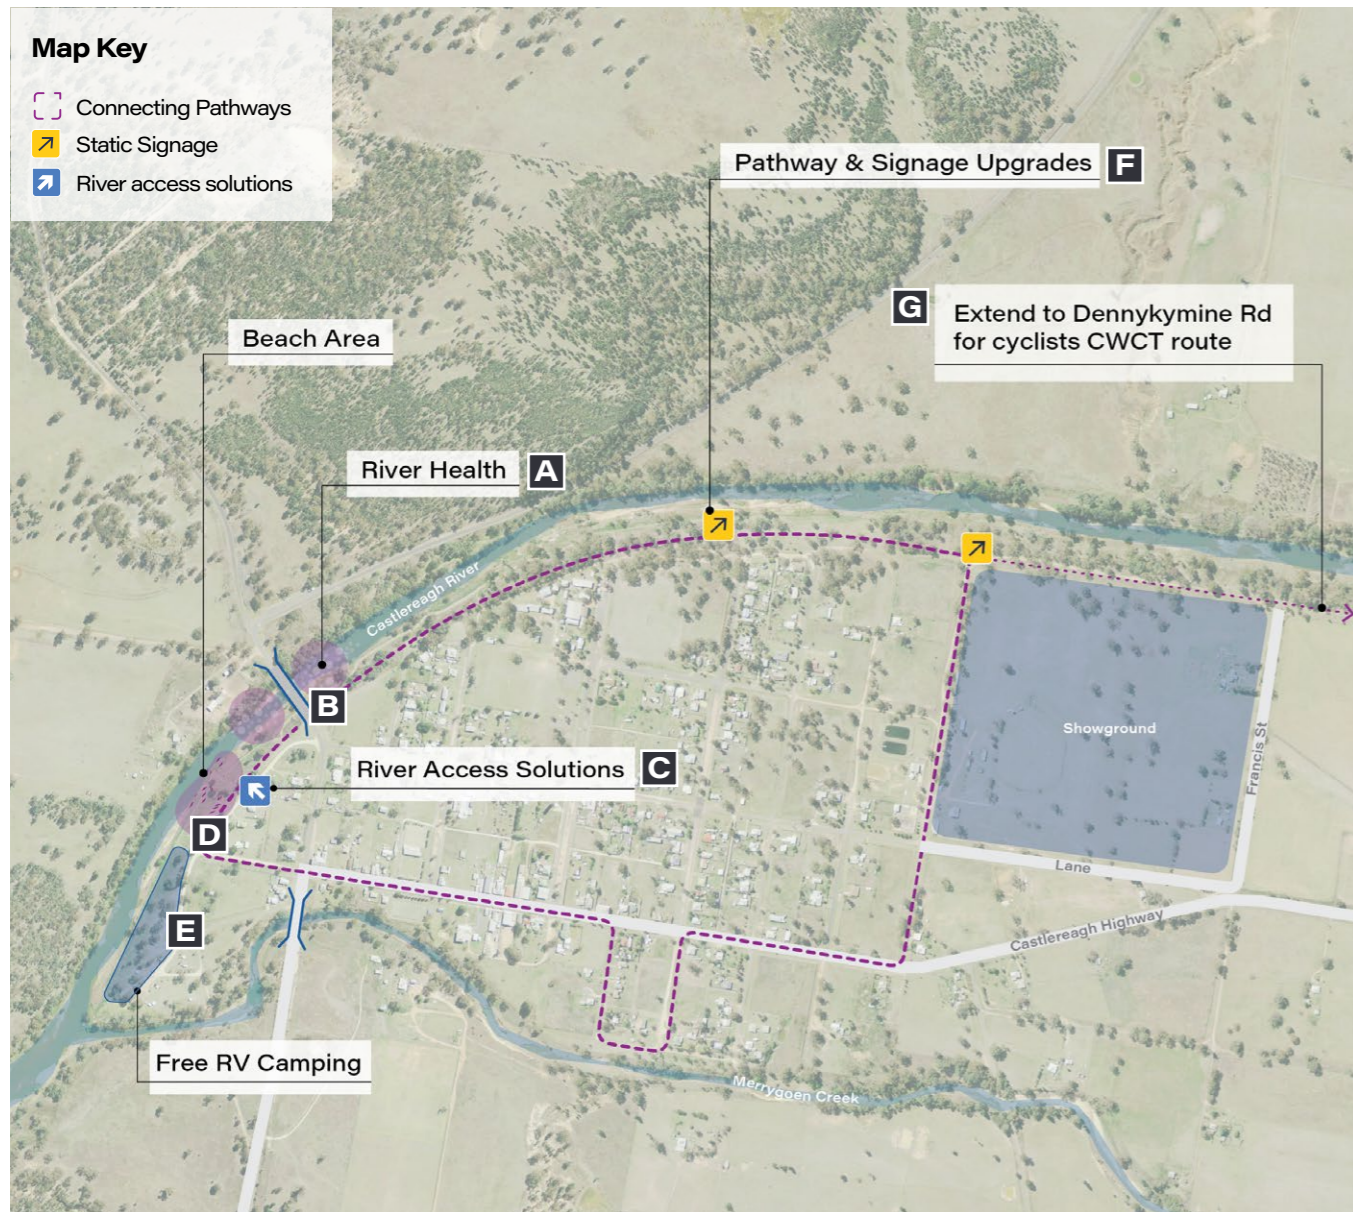 Map Key
Connecting Pathways
Static Signage
River access solutions
Pathway & Signage Upgrades
F
G
Extend to Dennykymine Rd
for cyclists CWCT route
Beach Area
River Health
A
Castlereagh River
B
River Access Solutions
C
Showground
Francis St
D
Lane
E
Castlereagh Highway
Free RV Camping
Merrygoen Creek